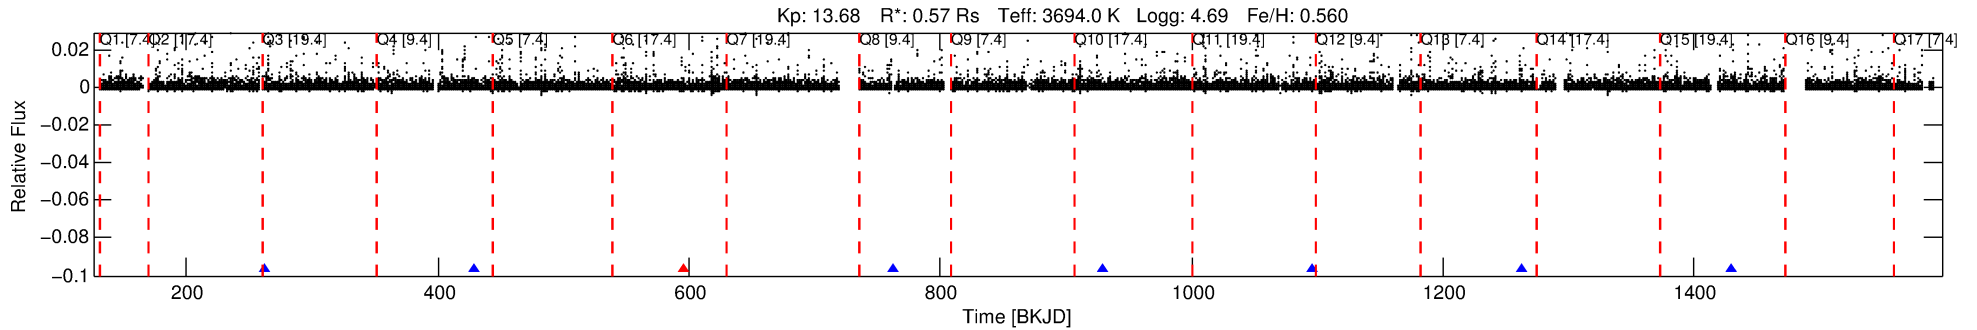 Kp: 13.68 R*: 0.57 Rs Teff: 3694.0 K Logg: 4.69 Fe/H: 0.560
Q1 [7.4] Q2 [17.4] Q3 [19.4] Q4 [9.4] Q5 [7.4] Q6 [17.4] Q7 [19.4] Q8 [9.4] Q9 [7.4] Q10 [17.4] Q11 [19.4] Q12 [9.4] Q13 [7.4] Q14 [17.4] Q15 [19.4] Q16 [9.4] Q17 [7.4]
0.02
0
−0.02
−0.04
−0.06
−0.08
−0.1
Relative Flux
200 400 600 800 1000 1200 1400
Time [BKJD]